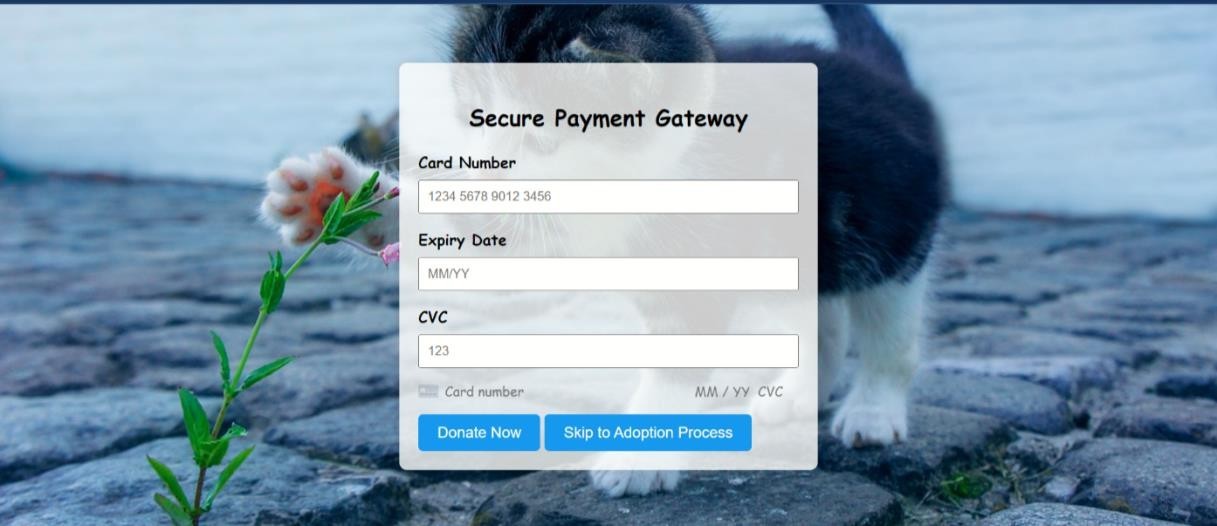 Secure Payment Gateway
Card Number
1234 5678 9012 3456
Expiry Date
MM/YY
CVC
123
Card number MM / YY CVC
Donate Now Skip to Adoption Process